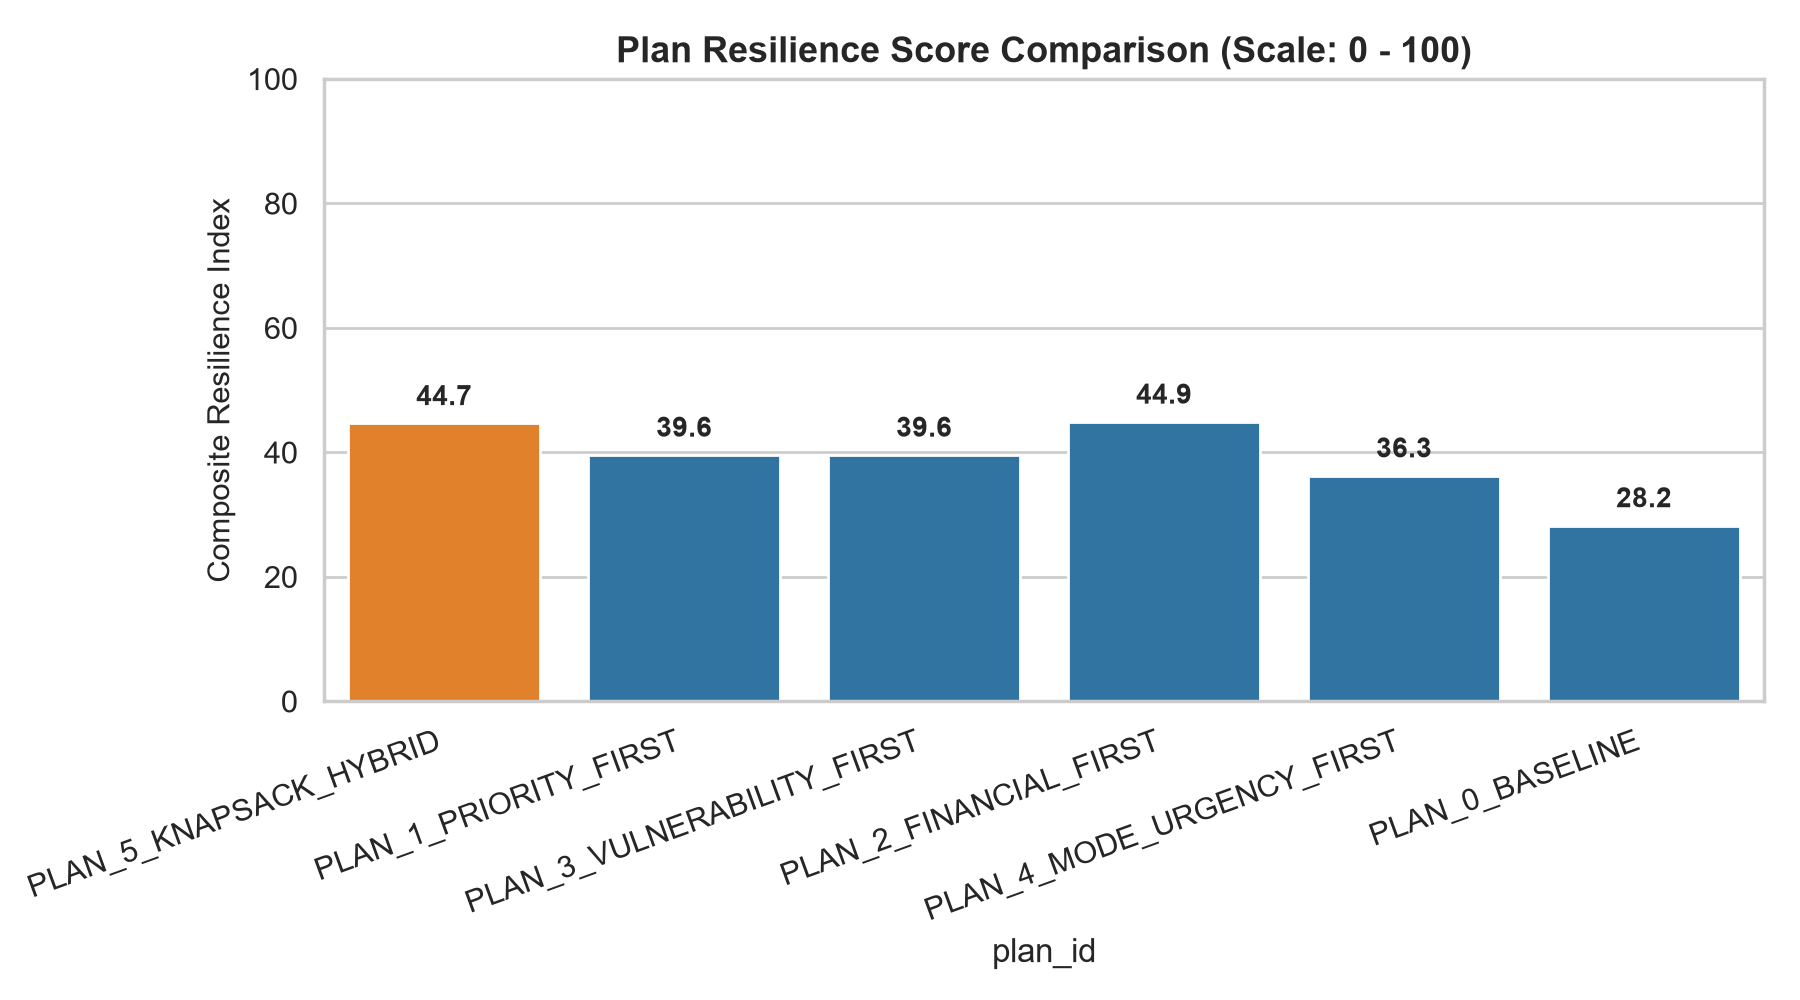 Plan Resilience Score Comparison (Scale: 0 - 100)
Composite Resilience Index
100
80
60
40
20
0
44.7
39.6
39.6
44.9
36.3
28.2
PLAN_5_KNAPSACK_HYBRID
PLAN_1_PRIORITY_FIRST
PLAN_3_VULNERABILITY_FIRST
PLAN_2_FINANCIAL_FIRST
PLAN_4_MODE_URGENCY_FIRST
PLAN_0_BASELINE
plan_id